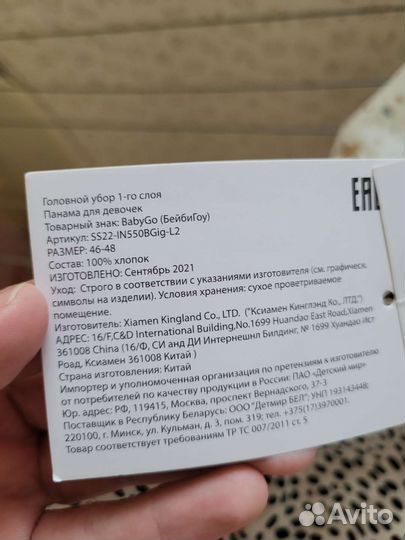 Головной убор 1-го слоя
Панама для девочек
Товарный знак: BabyGo (БейбиГоу)
Артикул: SS22-IN550BGig-L2
РАЗМЕР: 46-48
Состав: 100% хлопок
ИЗГОТОВЛЕНО: Сентябрь 2021
Уход: Строго в соответствии с указаниями изготовителя (см. графическ.
символы на изделии). Условия хранения: сухое проветриваемое
помещение.
Изготовитель: Xiamen Kingland Co., LTD. ("Ксиамен Кинглэнд Ко., ЛТД.")
АДРЕС: 16/F,C&D International Building,No.1699 Huandao East Road,Xiamen
361008 China (16/Ф, СИ анд ДИ Интернешнл Билдинг, № 1699 Хуандао Ист
Роад, Ксиамен 361008 Китай )
Страна изготовления: Китай
Импортер и уполномоченная организация по претензиям к изготовителю
от потребителей по качеству продукции в России: ПАО «Детский мир»
Юр. адрес: РФ, 119415, Москва, проспект Вернадского, 37-3
Поставщик в Республику Беларусь: ООО "Детмир БЕЛ"; УНП 193143448;
220100, г. Минск, ул. Кульман, д. 3, пом. 329; тел. +375(17)3970001.
Товар соответствует требованиям ТР ТС 007/2011 ст. 5
EAC
Avito